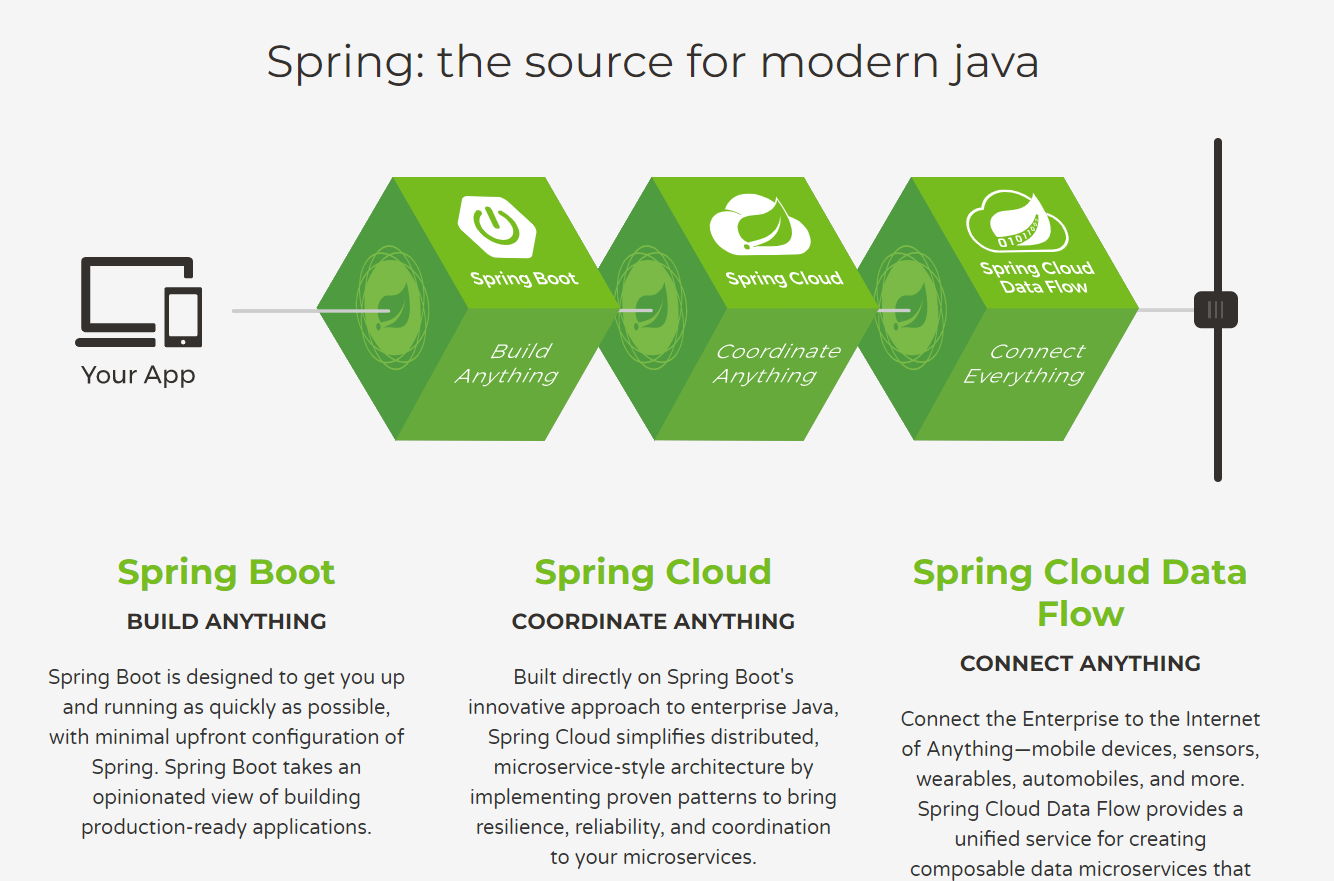 Spring: the source for modern java
Your App
Spring Boot
Build
Anything
Spring Cloud
Coordinate
Anything
Spring Cloud
Data Flow
Connect
Everything
Spring Boot
BUILD ANYTHING
Spring Boot is designed to get you up
and running as quickly as possible,
with minimal upfront configuration of
Spring. Spring Boot takes an
opinionated view of building
production-ready applications.
Spring Cloud
COORDINATE ANYTHING
Built directly on Spring Boot's
innovative approach to enterprise Java,
Spring Cloud simplifies distributed,
microservice-style architecture by
implementing proven patterns to bring
resilience, reliability, and coordination
to your microservices.
Spring Cloud Data
Flow
CONNECT ANYTHING
Connect the Enterprise to the Internet
of Anything—mobile devices, sensors,
wearables, automobiles, and more.
Spring Cloud Data Flow provides a
unified service for creating
composable data microservices that